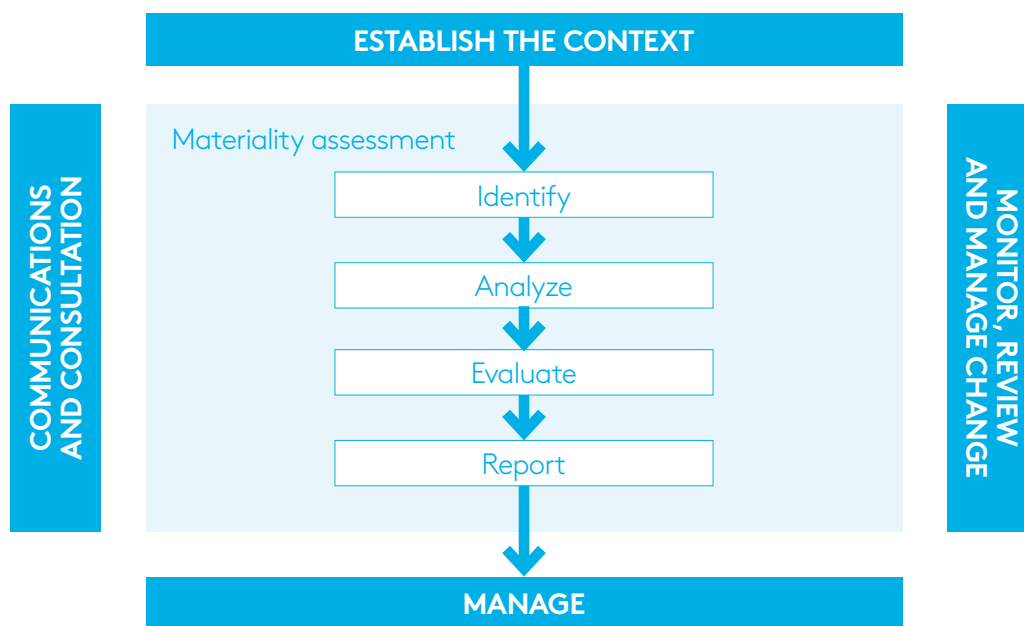 ESTABLISH THE CONTEXT
COMMUNICATIONS
AND CONSULTATION
Materiality assessment
Identify
Analyze
Evaluate
Report
MONITOR, REVIEW
AND MANAGE CHANGE
MANAGE